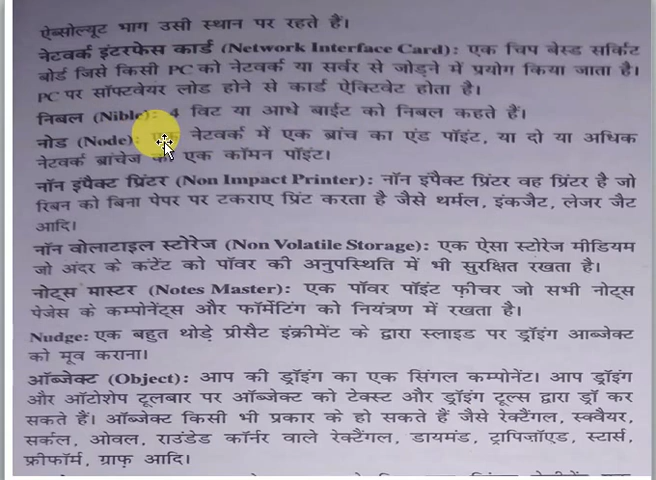 ऐब्सोल्यूट भाग उसी स्थान पर रहते हैं।
नेटवर्क इंटरफेस कार्ड (Network Interface Card): एक चिप बेस्ड सर्किट
बोर्ड जिसे किसी PC को नेटवर्क या सर्वर से जोड़ने में प्रयोग किया जाता है।
PC पर सॉफ्टवेयर लोड होने से कार्ड ऐक्टिवेट होता है।
निबल (Nible): 4 विट या आधे बाईट को निबल कहते हैं।
नोड (Node): एक नेटवर्क में एक ब्रांच का एंड पॉइंट, या दो या अधिक
नेटवर्क ब्रांचेज का एक कॉमन पॉइंट।
नॉन इंपैक्ट प्रिंटर (Non Impact Printer): नॉन इंपैक्ट प्रिंटर वह प्रिंटर है जो
रिबन को बिना पेपर पर टकराए प्रिंट करता है जैसे थर्मल, इंकजैट, लेजर जैट
आदि।
नॉन वोलाटाइल स्टोरेज (Non Volatile Storage): एक ऐसा स्टोरेज मीडियम
जो अंदर के कंटेंट को पॉवर की अनुपस्थिति में भी सुरक्षित रखता है।
नोट्स मास्टर (Notes Master): एक पॉवर पॉइंट फ़ीचर जो सभी नोट्स
पेजेस के कम्पोनेंट्स और फॉर्मेटिंग को नियंत्रण में रखता है।
Nudge: एक बहुत थोड़े प्रीसैट इंक्रीमेंट के द्वारा स्लाइड पर ड्रॉइंग आब्जेक्ट
को मूव कराना।
ऑब्जेक्ट (Object): आप की ड्रॉइंग का एक सिंगल कम्पोनेंट। आप ड्रॉइंग
और ऑटोशेप टूलबार पर ऑब्जेक्ट को टेक्स्ट और ड्रॉइंग टूल्स द्वारा ड्रॉ कर
सकते हैं। ऑब्जेक्ट किसी भी प्रकार के हो सकते हैं जैसे रेक्टैंगल, स्क्वैयर,
सर्कल, ओवल, राउंडेड कॉर्नर वाले रेक्टैंगल, डायमंड, ट्रापिजॉएड, स्टार्स,
फ्रीफॉर्म, ग्राफ़ आदि।